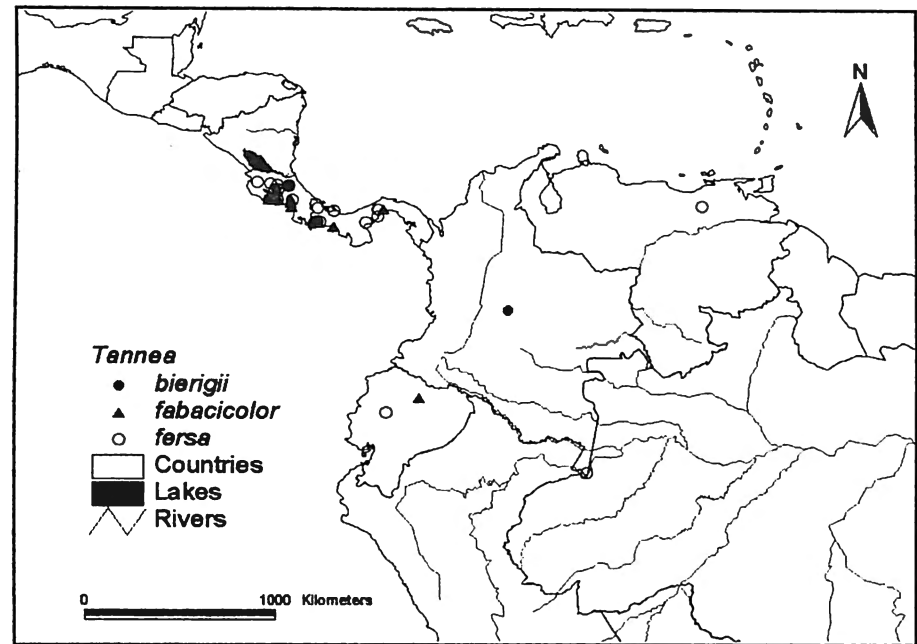 N
Tannea
bierigii
fabacicolor
fersa
Countries
Lakes
Rivers
0 1000 Kilometers